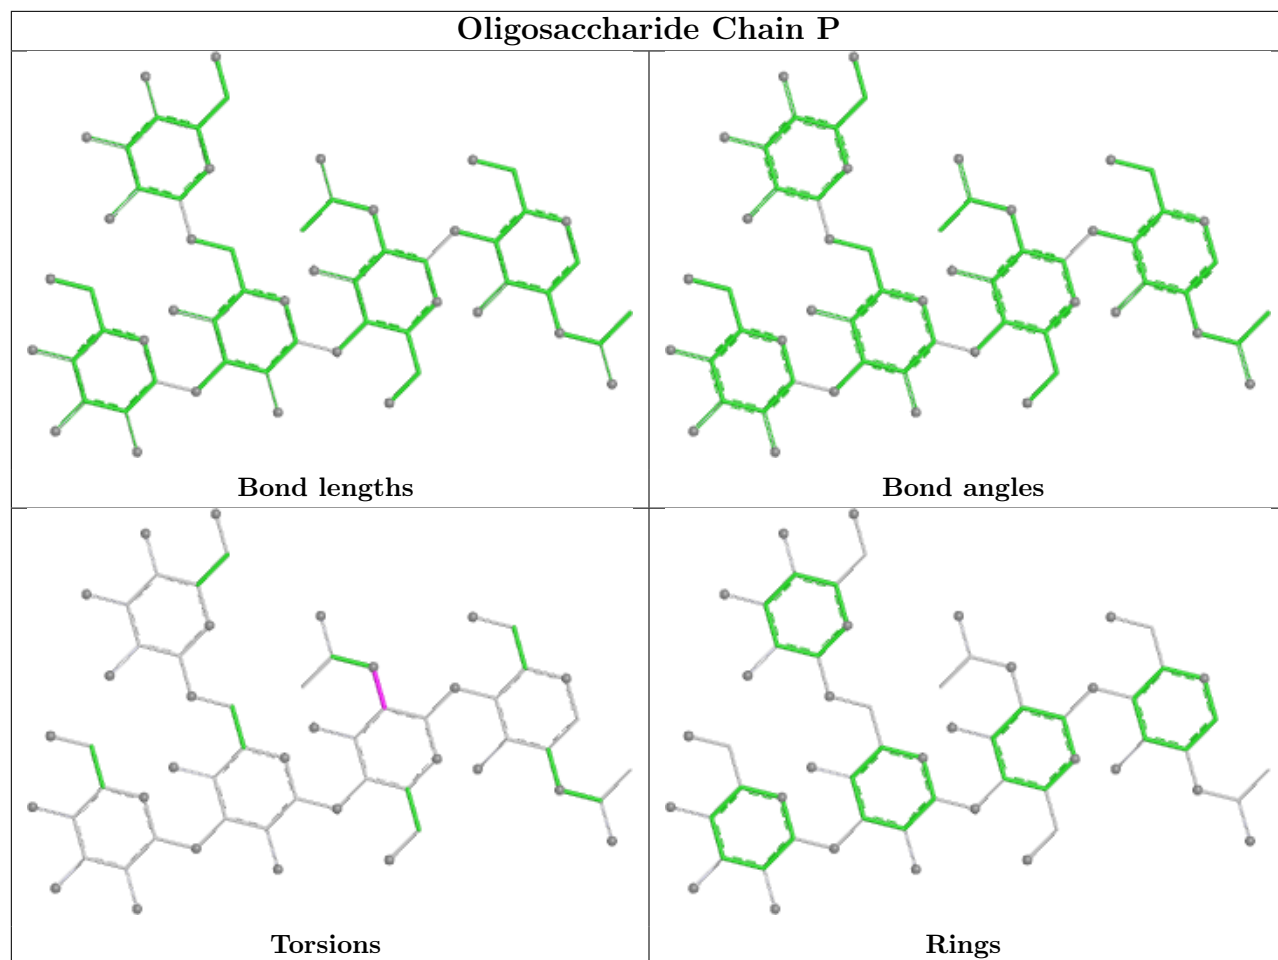 Oligosaccharide Chain P
Bond lengths
Bond angles
Torsions
Rings